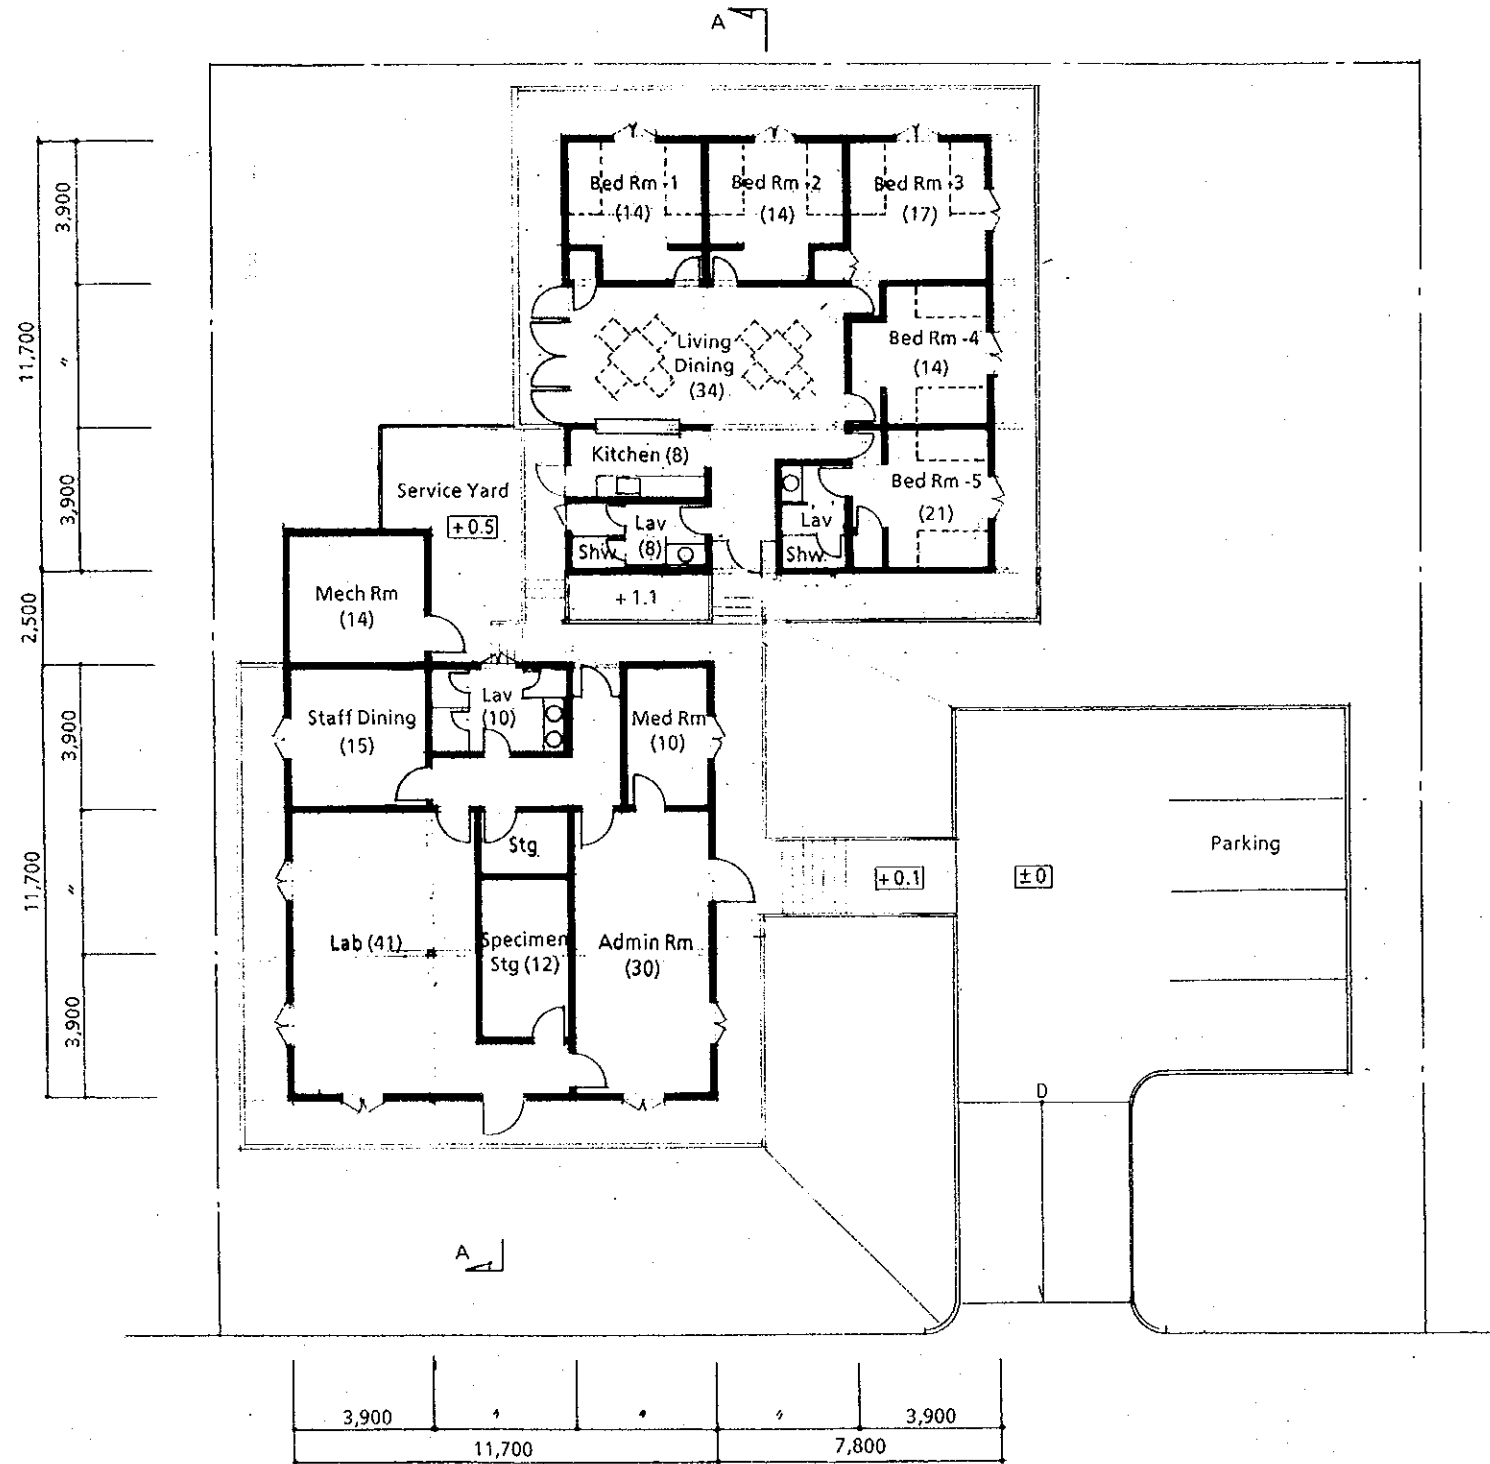 A
Bed Rm -1
(14)
Bed Rm -2
(14)
Bed Rm -3
(17)
3,900
11,700
〃
3,900
Living
Dining
(34)
Bed Rm -4
(14)
Kitchen (8)
Bed Rm -5
(21)
Service Yard
+0.5
Lav
(8)
Shw
Lav
Shw
+1.1
2,500
Mech Rm
(14)
Staff Dining
(15)
Lav
(10)
Med Rm
(10)
3,900
11,700
〃
3,900
Stg
Parking
+0.1
±0
Lab (41)
Specimen
Stg (12)
Admin Rm
(30)
D
A
3,900
〃
〃
〃
3,900
11,700
7,800